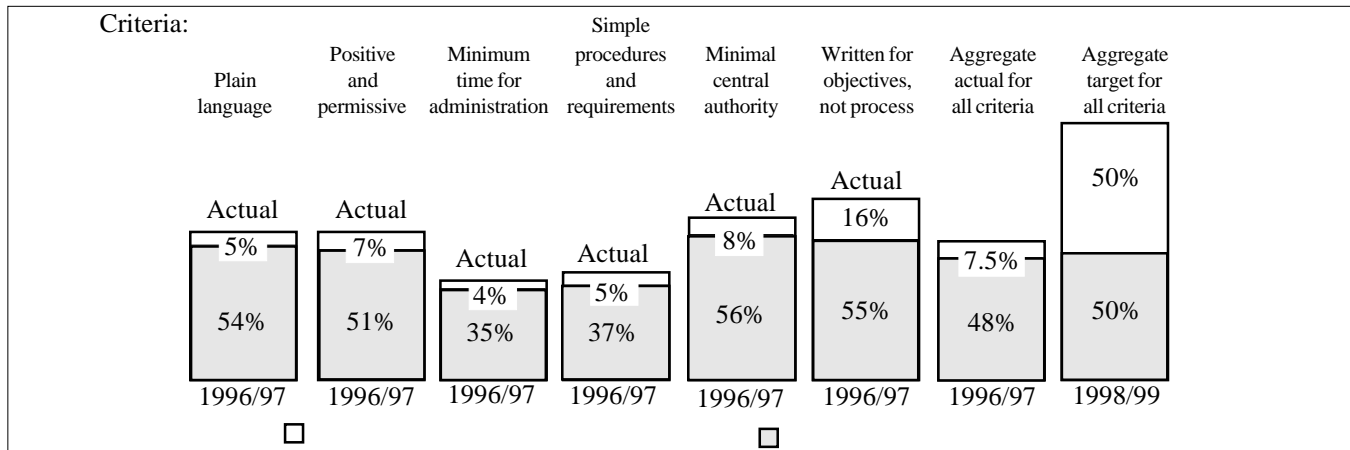 Criteria:
Plain
language
Positive
and
permissive
Minimum
time for
administration
Simple
procedures
and
requirements
Minimal
central
authority
Written for
objectives,
not process
Aggregate
actual for
all criteria
Aggregate
target for
all criteria
Actual
5%
54%
1996/97
Actual
7%
51%
1996/97
Actual
4%
35%
1996/97
Actual
5%
37%
1996/97
Actual
8%
56%
1996/97
Actual
16%
55%
1996/97
7.5%
48%
1996/97
50%
50%
1998/99